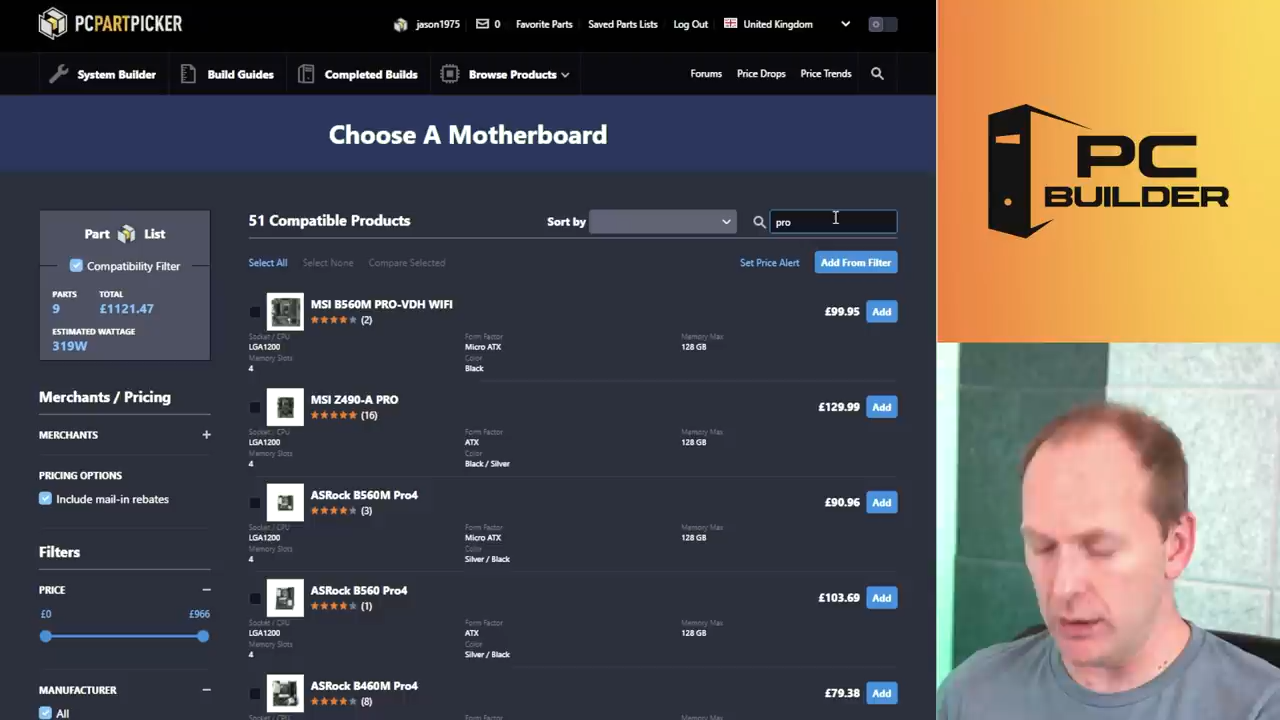 PCPARTPICKER
jason1975
0
Favorite Parts
Saved Parts Lists
Log Out
United Kingdom
System Builder
Build Guides
Completed Builds
Browse Products
Forums
Price Drops
Price Trends
Choose A Motherboard
PC
BUILDER
Part List
Compatibility Filter
PARTS TOTAL
9 £1121.47
ESTIMATED WATTAGE
319W
Merchants / Pricing
MERCHANTS +
PRICING OPTIONS
Include mail-in rebates
Filters
PRICE −
£0 £966
MANUFACTURER −
All
51 Compatible Products
Sort by
pro
Select All Select None Compare Selected
Set Price Alert Add From Filter
MSI B560M PRO-VDH WIFI
(2)
£99.95 Add
Socket / CPU Form Factor Memory Max
LGA1200 Micro ATX 128 GB
Memory Slots Color
4 Black
MSI Z490-A PRO
(16)
£129.99 Add
Socket / CPU Form Factor Memory Max
LGA1200 ATX 128 GB
Memory Slots Color
4 Black / Silver
ASRock B560M Pro4
(3)
£90.96 Add
Socket / CPU Form Factor Memory Max
LGA1200 Micro ATX 128 GB
Memory Slots Color
4 Silver / Black
ASRock B560 Pro4
(1)
£103.69 Add
Socket / CPU Form Factor Memory Max
LGA1200 ATX 128 GB
Memory Slots Color
4 Silver / Black
ASRock B460M Pro4
(8)
£79.38 Add